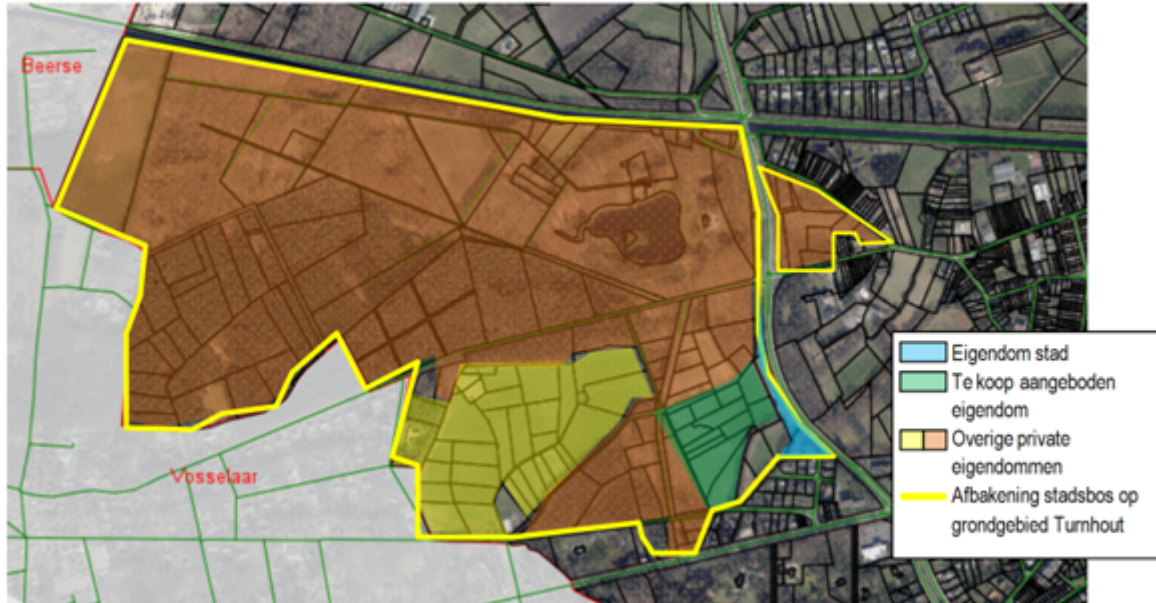 Beerse
Vosselaar
Eigendom stad
Te koop aangeboden
eigendom
Overige private
eigendommen
Afbakening stadsbos op
grondgebied Turnhout